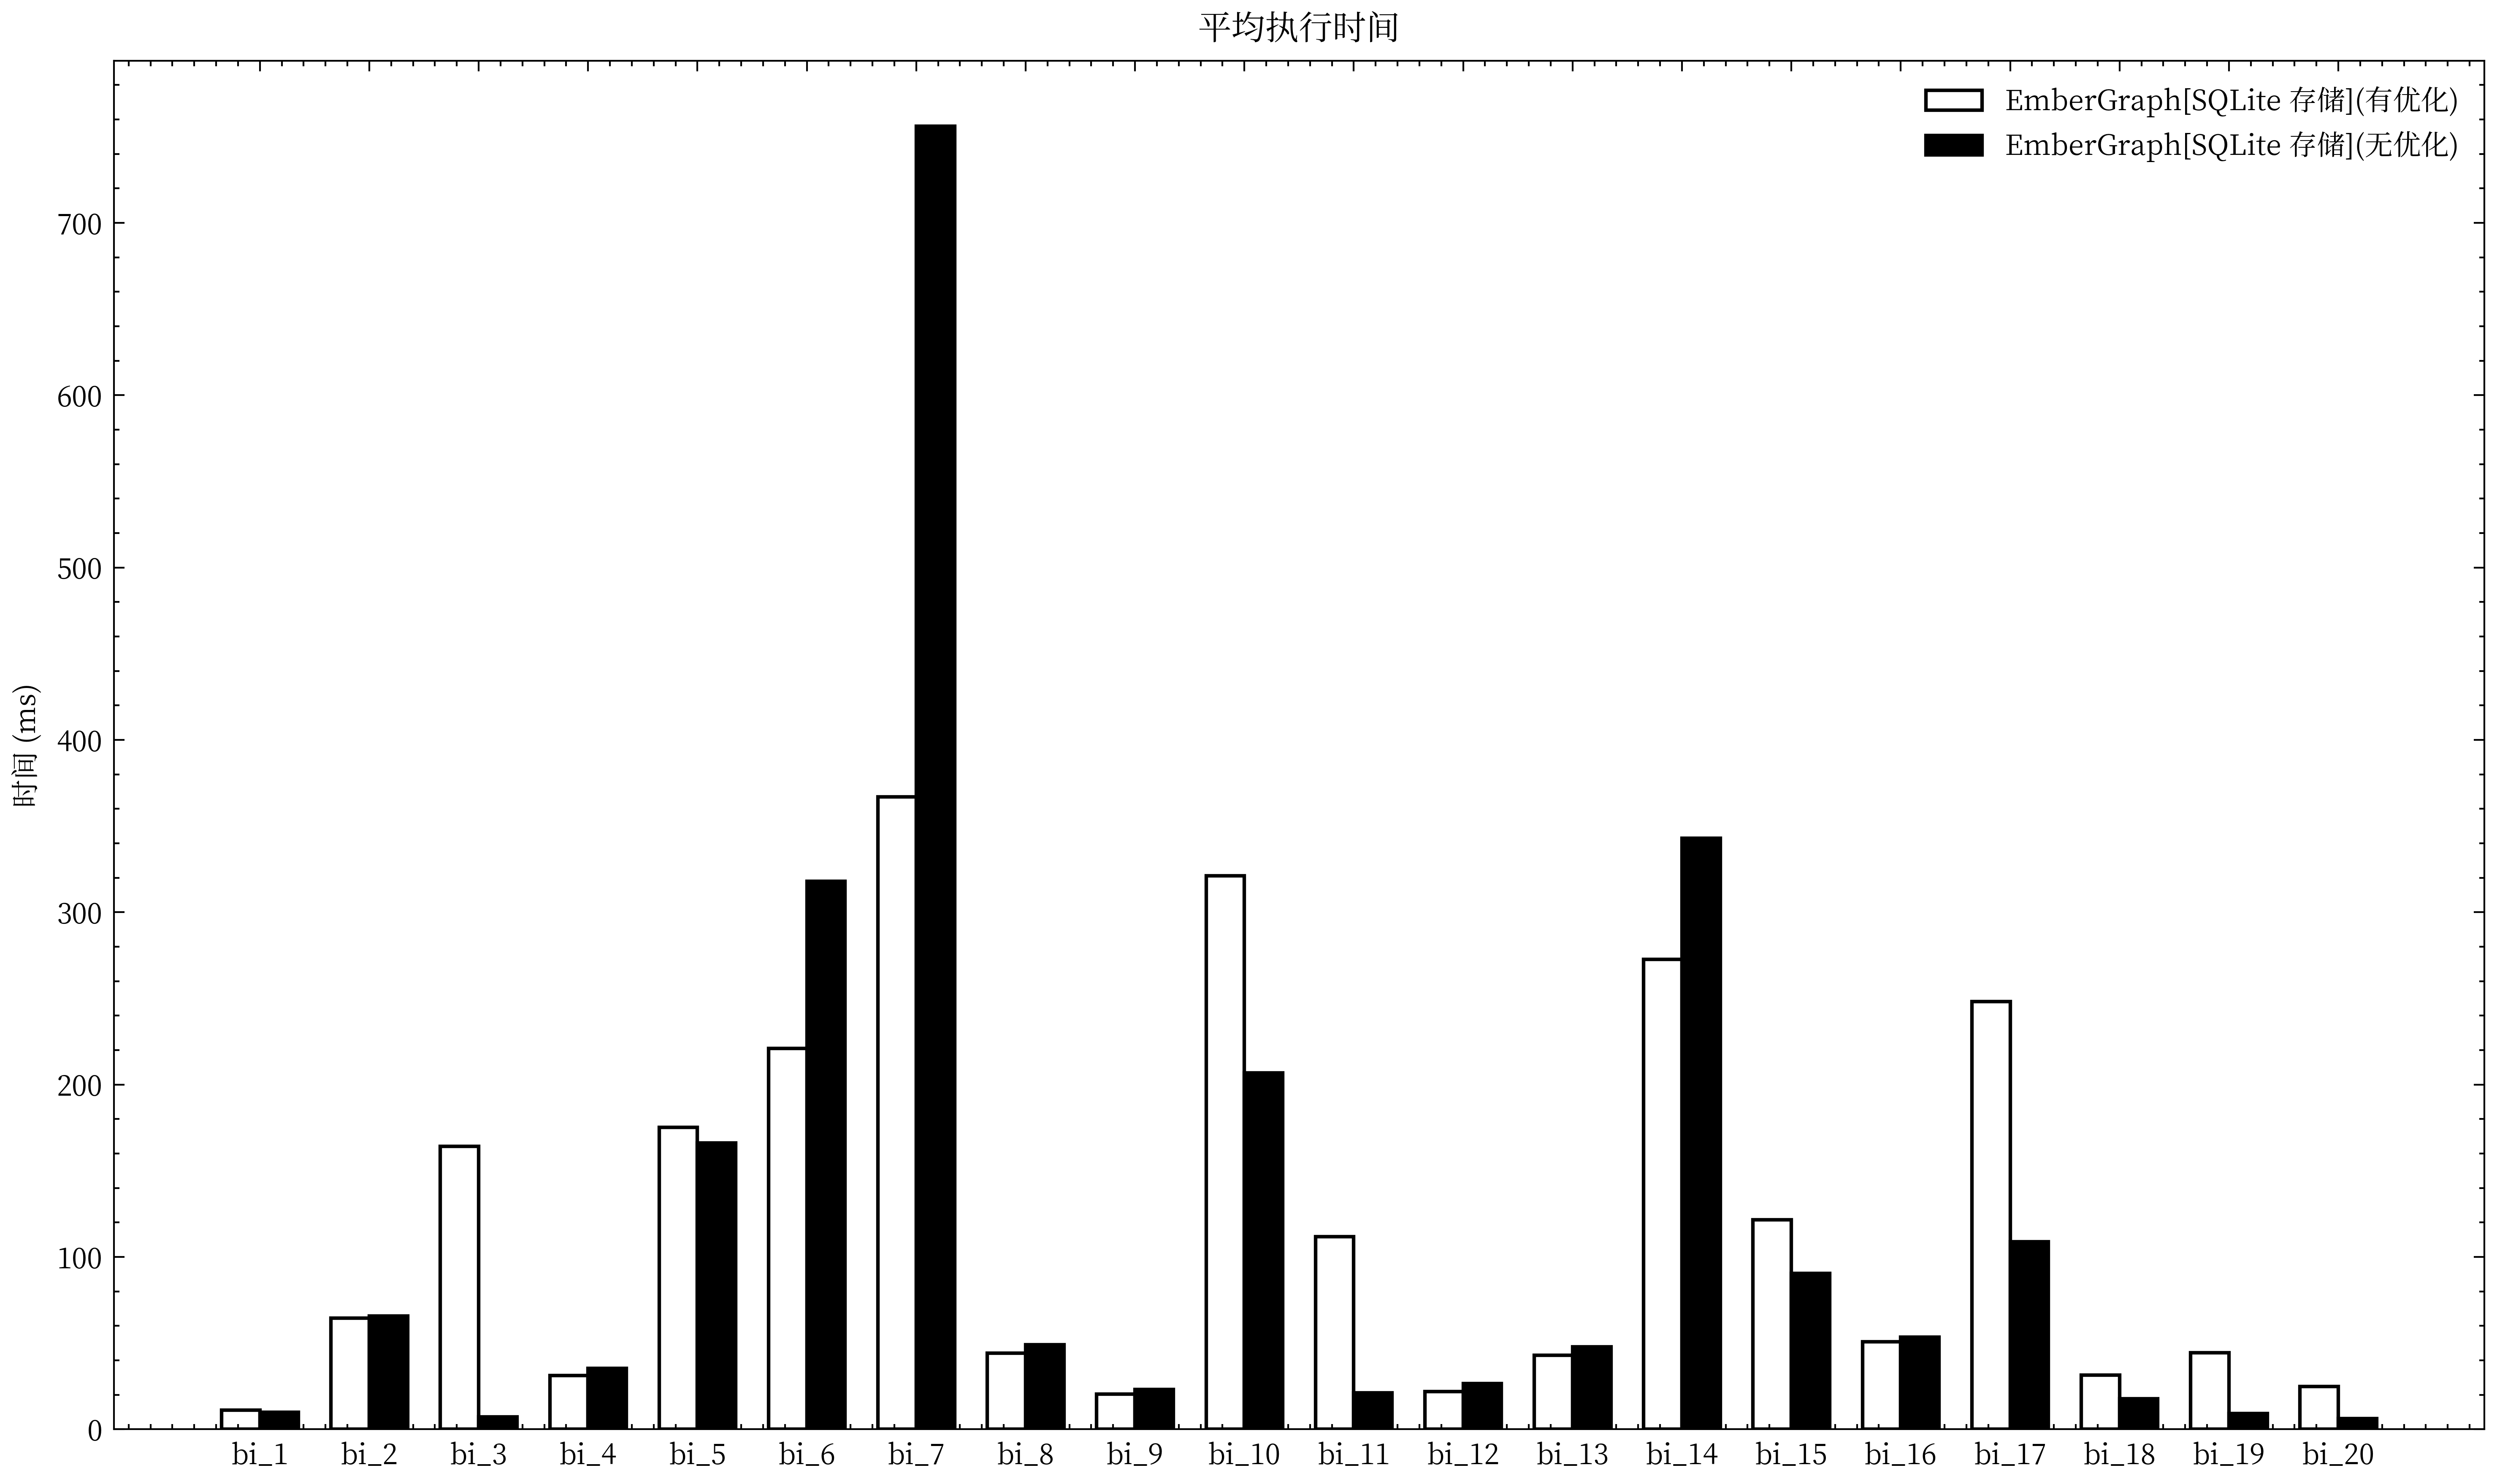 平均执行时间
EmberGraph[SQLite 存储](有优化)
EmberGraph[SQLite 存储](无优化)
时间 (ms)
700
600
500
400
300
200
100
0
bi_1 bi_2 bi_3 bi_4 bi_5 bi_6 bi_7 bi_8 bi_9 bi_10 bi_11 bi_12 bi_13 bi_14 bi_15 bi_16 bi_17 bi_18 bi_19 bi_20